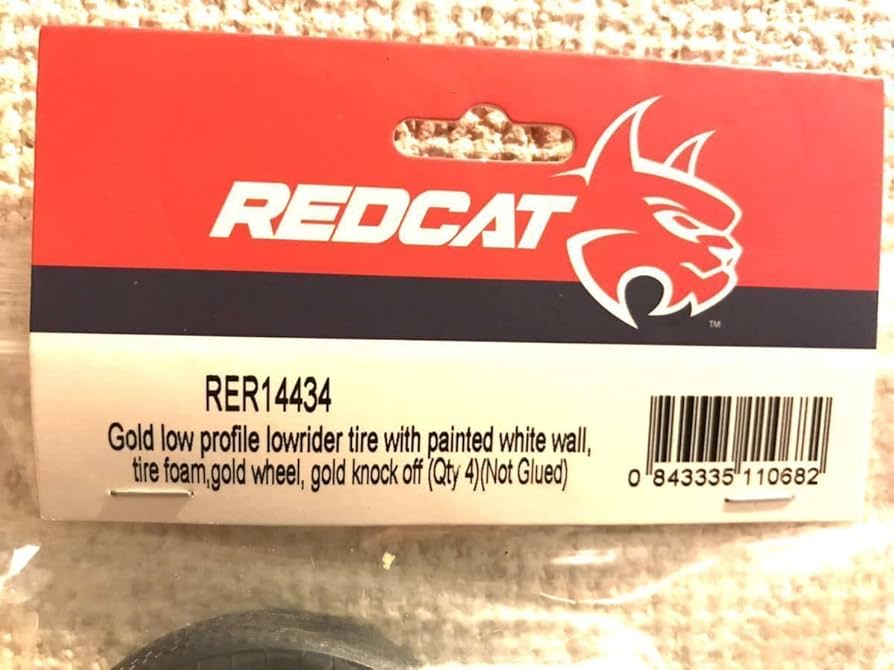 REDCAT
TM
RER14434
Gold low profile lowrider tire with painted white wall,
tire foam,gold wheel, gold knock off (Qty 4)(Not Glued)
0 843335 110682